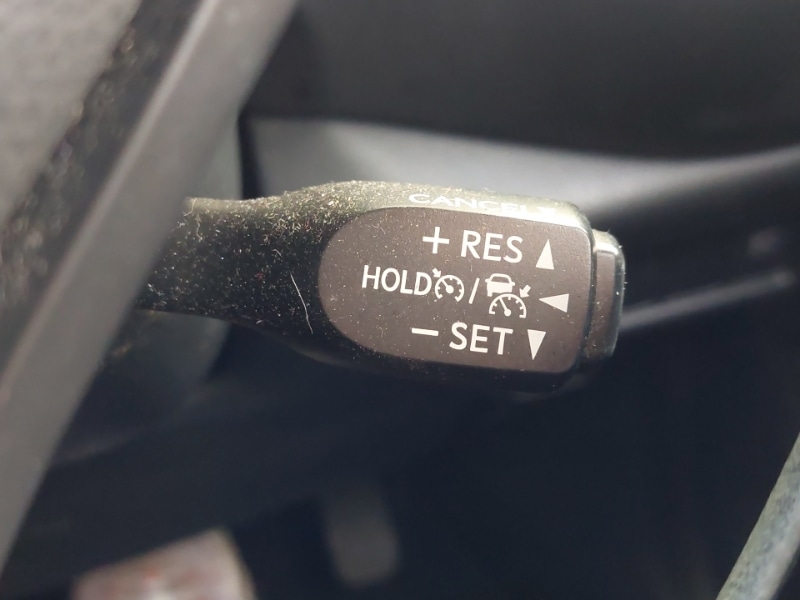 CANCEL
+ RES
HOLD /
− SET